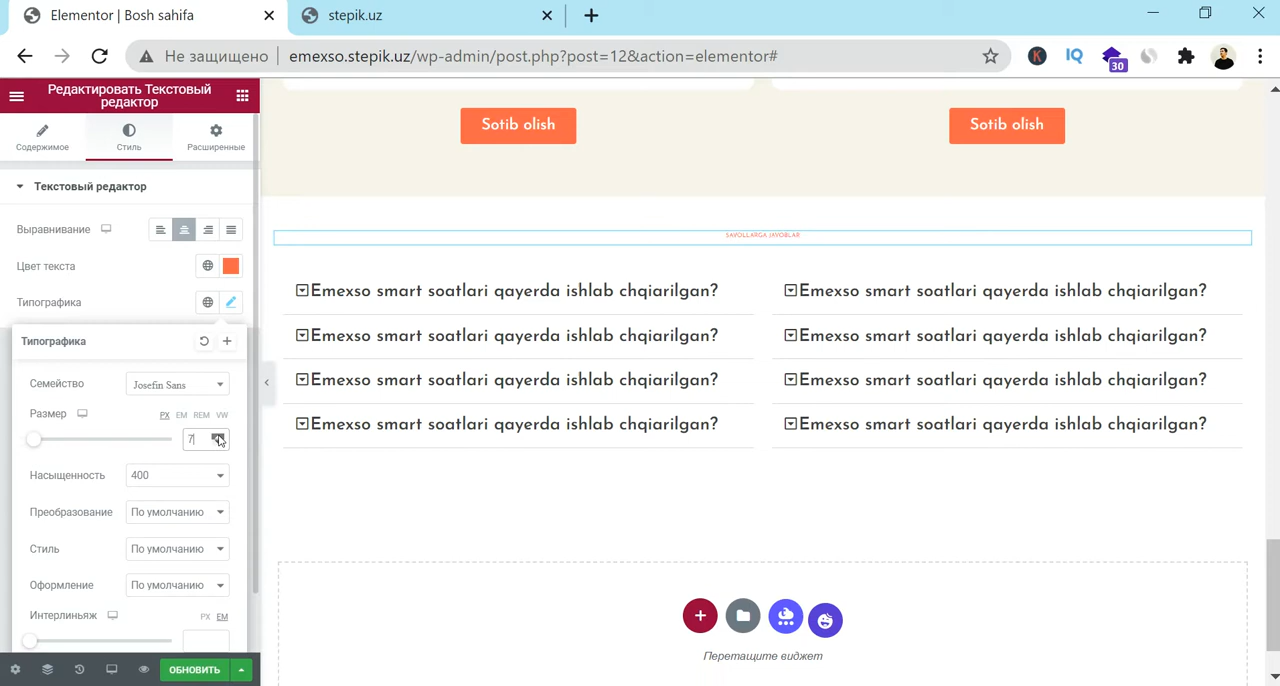 Elementor | Bosh sahifa
stepik.uz
Не защищено
emexso.stepik.uz/wp-admin/post.php?post=12&action=elementor#
K
IQ
30
Редактировать Текстовый редактор
Содержимое
Стиль
Расширенные
Текстовый редактор
Выравнивание
Цвет текста
Типографика
Типографика
Семейство
Josefin Sans
Размер
PX EM REM VW
7
Насыщенность
400
Преобразование
По умолчанию
Стиль
По умолчанию
Оформление
По умолчанию
Интерлиньяж
PX EM
ОБНОВИТЬ
Sotib olish
Sotib olish
SAVOLLARGA JAVOBLAR
Emexso smart soatlari qayerda ishlab chqiarilgan?
Emexso smart soatlari qayerda ishlab chqiarilgan?
Emexso smart soatlari qayerda ishlab chqiarilgan?
Emexso smart soatlari qayerda ishlab chqiarilgan?
Emexso smart soatlari qayerda ishlab chqiarilgan?
Emexso smart soatlari qayerda ishlab chqiarilgan?
Emexso smart soatlari qayerda ishlab chqiarilgan?
Emexso smart soatlari qayerda ishlab chqiarilgan?
Перетащите виджет